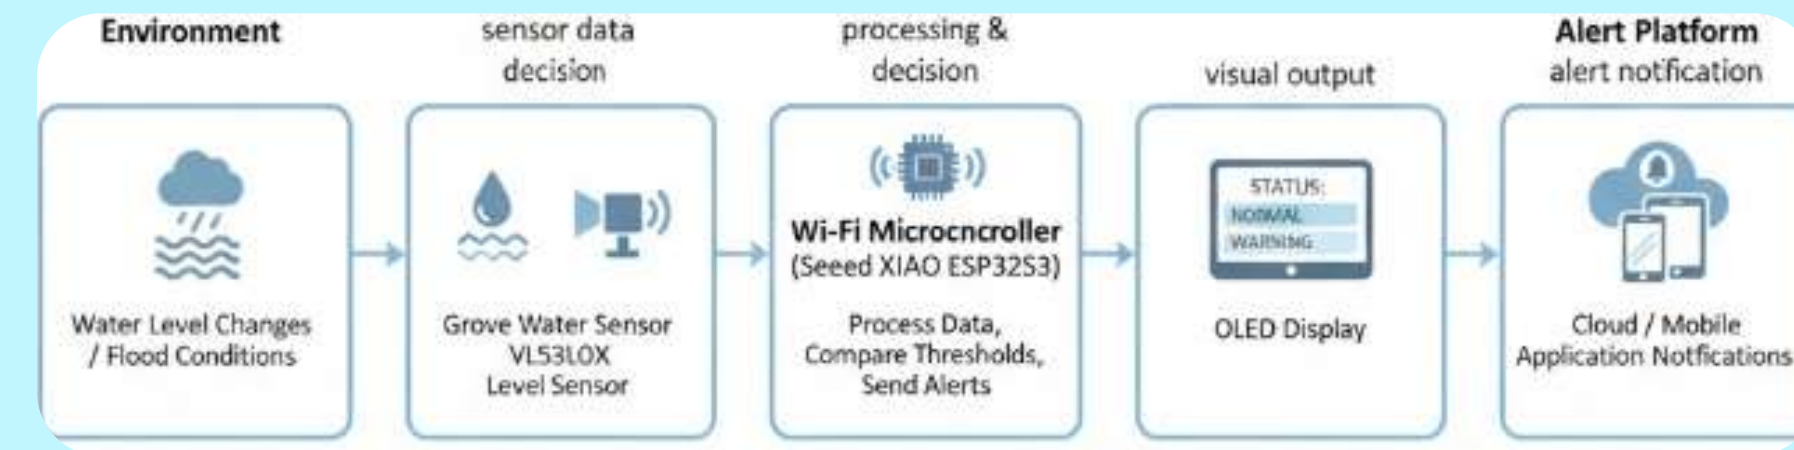 Environment
Water Level Changes
/ Flood Conditions
sensor data
decision
Grove Water Sensor
VL53LOX
Level Sensor
processing &
decision
Wi-Fi Microcncroller
(Seeed XIAO ESP32S3)
Process Data,
Compare Thresholds,
Send Alerts
visual output
STATUS:
NORMAL
WARNING
OLED Display
Alert Platform
alert notfication
Cloud / Mobile
Application Notfications